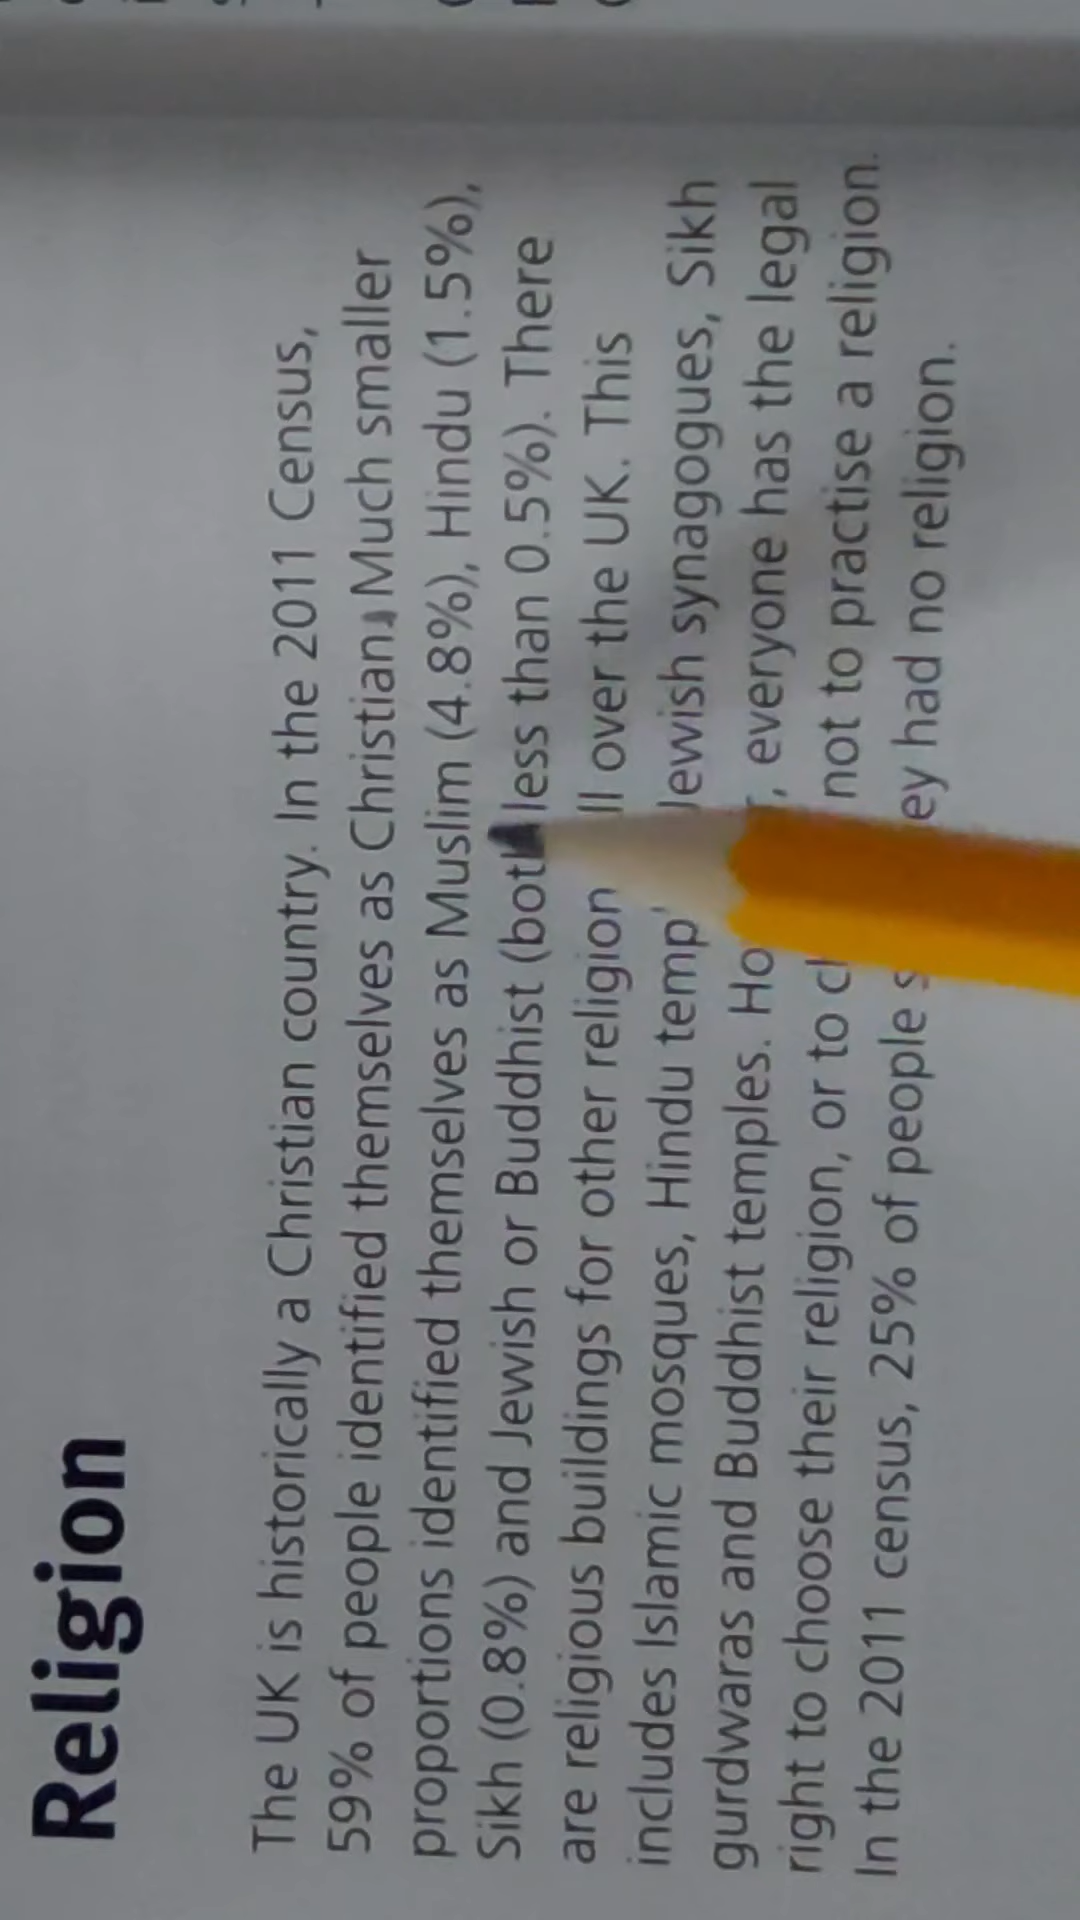 Religion
The UK is historically a Christian country. In the 2011 Census,
59% of people identified themselves as Christian. Much smaller
proportions identified themselves as Muslim (4.8%), Hindu (1.5%),
Sikh (0.8%) and Jewish or Buddhist (both less than 0.5%). There
are religious buildings for other religion ll over the UK. This
includes Islamic mosques, Hindu temp Jewish synagogues, Sikh
gurdwaras and Buddhist temples. Ho r, everyone has the legal
right to choose their religion, or to ch not to practise a religion.
In the 2011 census, 25% of people s ey had no religion.